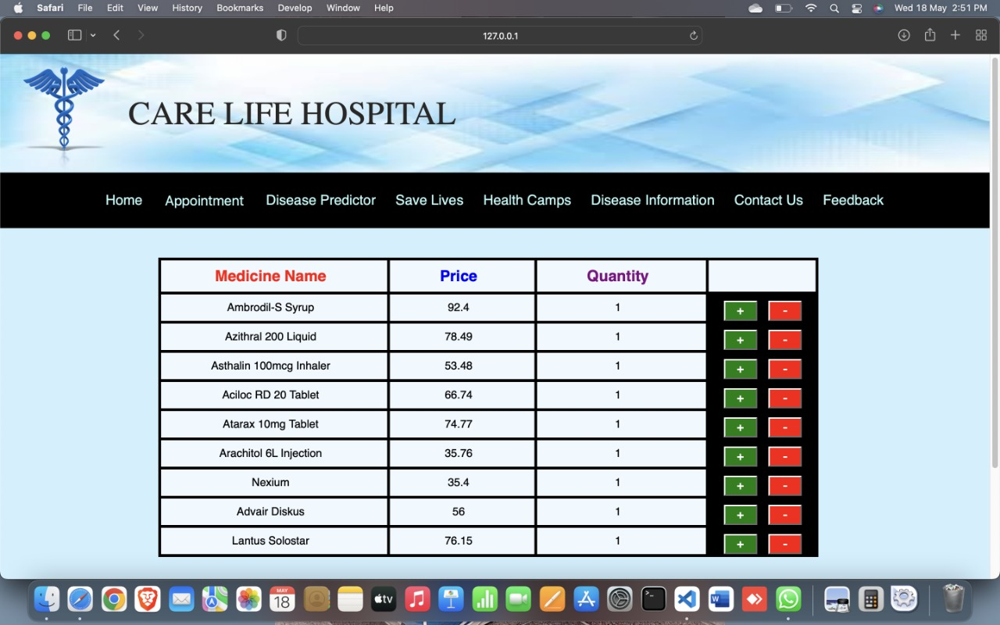 Safari File Edit View History Bookmarks Develop Window Help Wed 18 May 2:51 PM
127.0.0.1
CARE LIFE HOSPITAL
Home Appointment Disease Predictor Save Lives Health Camps Disease Information Contact Us Feedback
Medicine Name Price Quantity
Ambrodil-S Syrup 92.4 1 + -
Azithral 200 Liquid 78.49 1 + -
Asthalin 100mcg Inhaler 53.48 1 + -
Aciloc RD 20 Tablet 66.74 1 + -
Atarax 10mg Tablet 74.77 1 + -
Arachitol 6L Injection 35.76 1 + -
Nexium 35.4 1 + -
Advair Diskus 56 1 + -
Lantus Solostar 76.15 1 + -
MAY
18
tv
>_
W